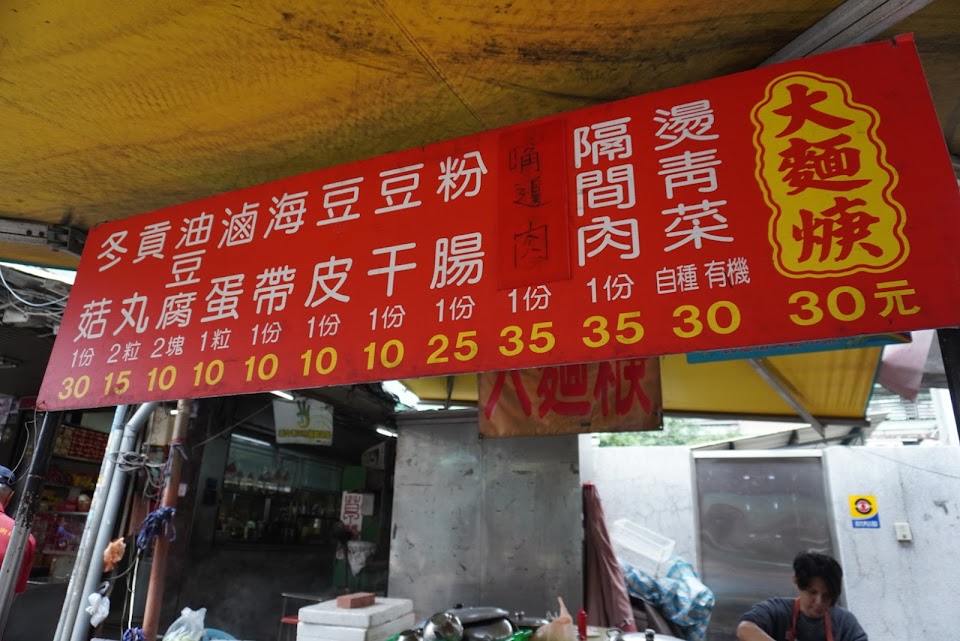 大麵焿
30元
燙青菜
自種 有機
30
隔間肉
1份
35
邊肉
1份
35
粉腸
1份
25
豆干
1份
10
豆皮
1份
10
海帶
1份
10
滷蛋
1粒
10
油豆腐
2塊
10
貢丸
2粒
15
冬菇
1份
30
大麵